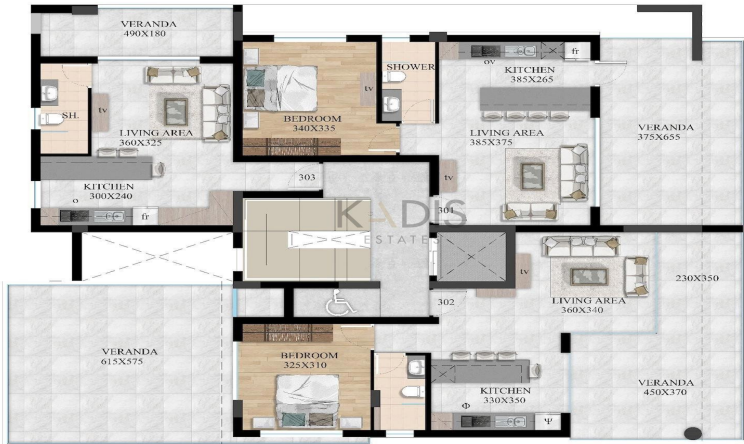 VERANDA
490X180
SH.
tv
LIVING AREA
360X325
KITCHEN
300X240
o
fr
303
BEDROOM
340X335
tv
SHOWER
ov
fr
KITCHEN
385X265
LIVING AREA
385X375
tv
301
VERANDA
375X655
KADIS
ESTATES
302
tv
LIVING AREA
360X340
230X350
VERANDA
615X575
BEDROOM
325X310
KITCHEN
330X350
Φ
Ψ
VERANDA
450X370